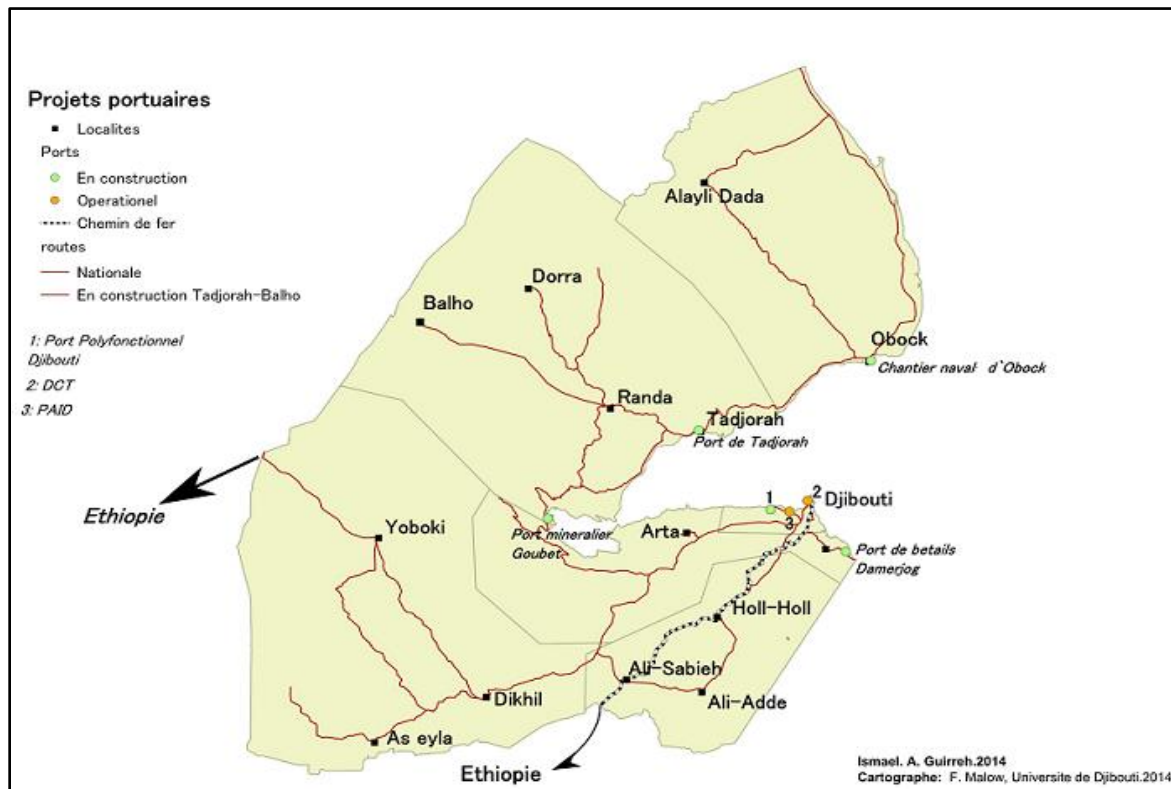 Projets portuaires
Localites
Ports
En construction
Operationel
Chemin de fer
routes
Nationale
En construction Tadjorah-Balho
1: Port Polyfonctionnel
Djibouti
2: DCT
3: PAID
Alayli Dada
Dorra
Balho
Obock
Chantier naval d`Obock
Randa
Tadjorah
Port de Tadjorah
Ethiopie
1
2
Djibouti
3
Yoboki
Port mineralier
Goubet
Arta
Port de betails
Damerjog
Holl-Holl
Ali-Sabieh
Ali-Adde
Dikhil
As eyla
Ethiopie
Ismael. A. Guirreh.2014
Cartographe: F. Malow, Universite de Djibouti.2014